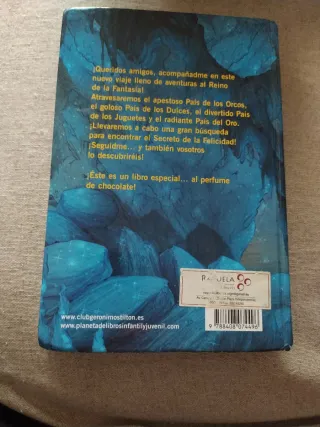 ¡Queridos amigos, acompañadme en este
nuevo viaje lleno de aventuras al Reino
de la Fantasía!
Atravesaremos el apestoso País de los Orcos,
el goloso País de los Dulces, el divertido País
de los Juguetes y el radiante País del Oro.
¡Llevaremos a cabo una gran búsqueda
para encontrar el Secreto de la Felicidad!
¡Seguidme... y también vosotros
lo descubriréis!
¡Éste es un libro especial... al perfume
de chocolate!
www.clubgeronimostilton.es
www.planetadelibrosinfantilyjuvenil.com
9 788408 074496